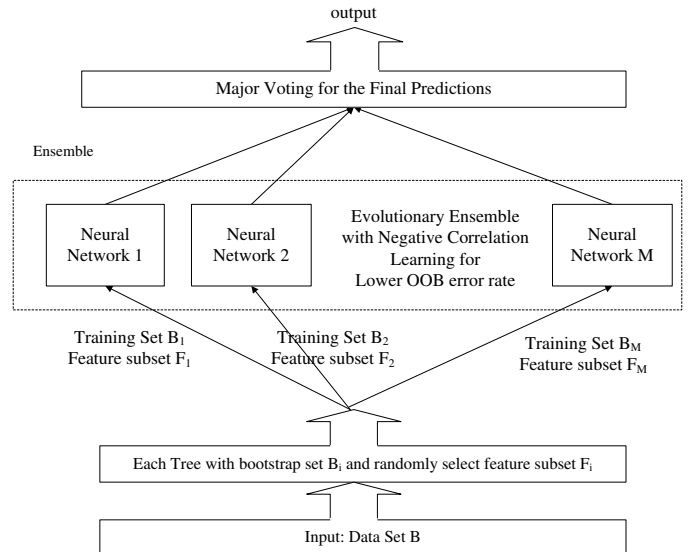 output
Major Voting for the Final Predictions
Ensemble
Neural
Network 1
Neural
Network 2
Evolutionary Ensemble
with Negative Correlation
Learning for
Lower OOB error rate
Neural
Network M
Training Set B₁
Feature subset F₁
Training Set B₂
Feature subset F₂
Training Set Bₘ
Feature subset Fₘ
Each Tree with bootstrap set Bᵢ and randomly select feature subset Fᵢ
Input: Data Set B